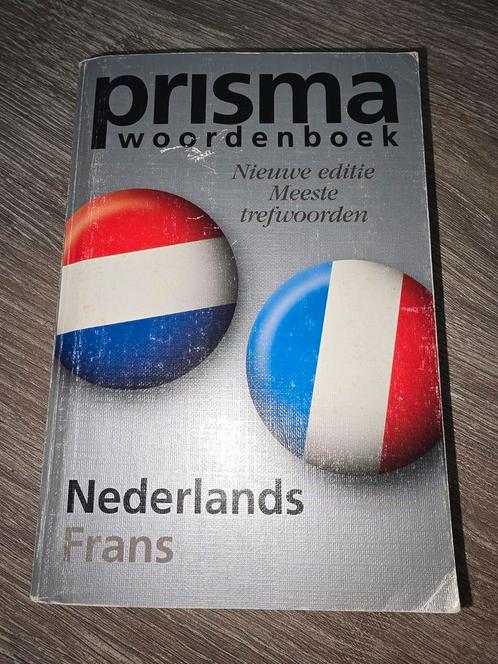 prisma
woordenboek
Nieuwe editie
Meeste
trefwoorden
Nederlands
Frans